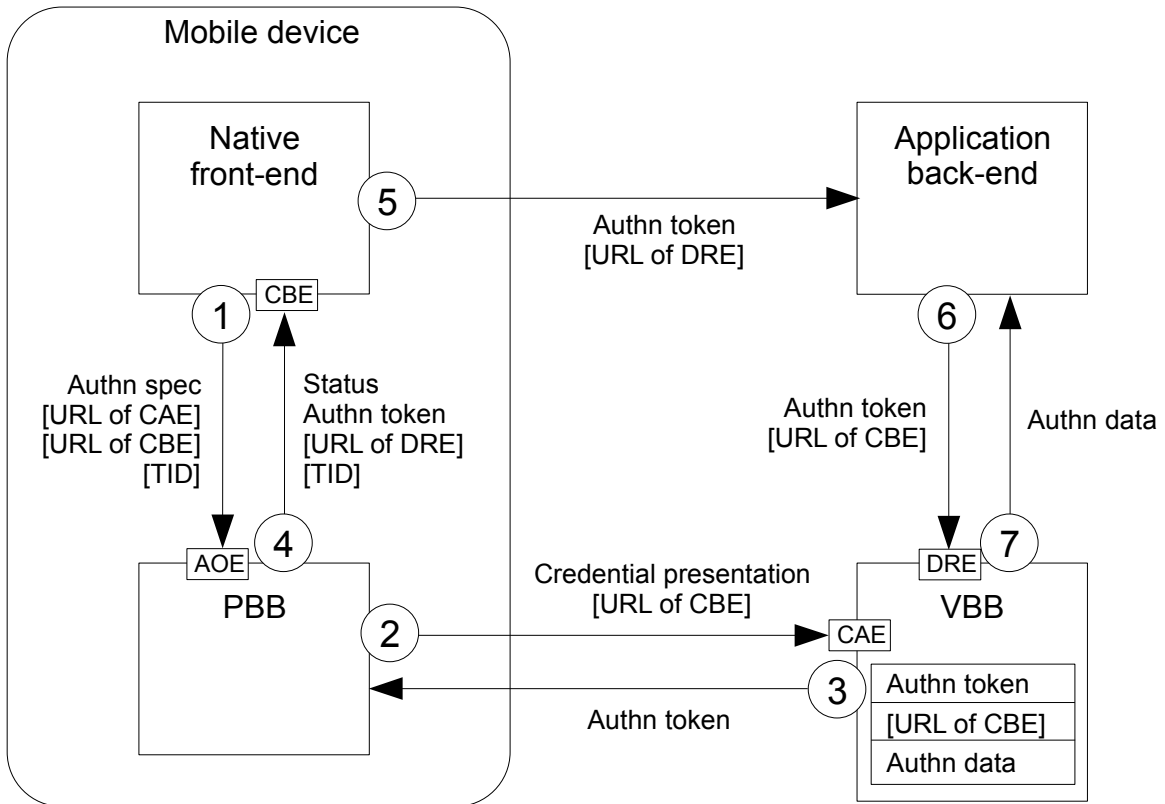 Mobile device
Native
front-end
Application
back-end
5
Authn token
[URL of DRE]
CBE
1
6
Authn spec
[URL of CAE]
[URL of CBE]
[TID]
Status
Authn token
[URL of DRE]
[TID]
Authn token
[URL of CBE]
Authn data
4
7
AOE
DRE
PBB
VBB
Credential presentation
[URL of CBE]
2
CAE
3
Authn token
Authn token
[URL of CBE]
Authn data